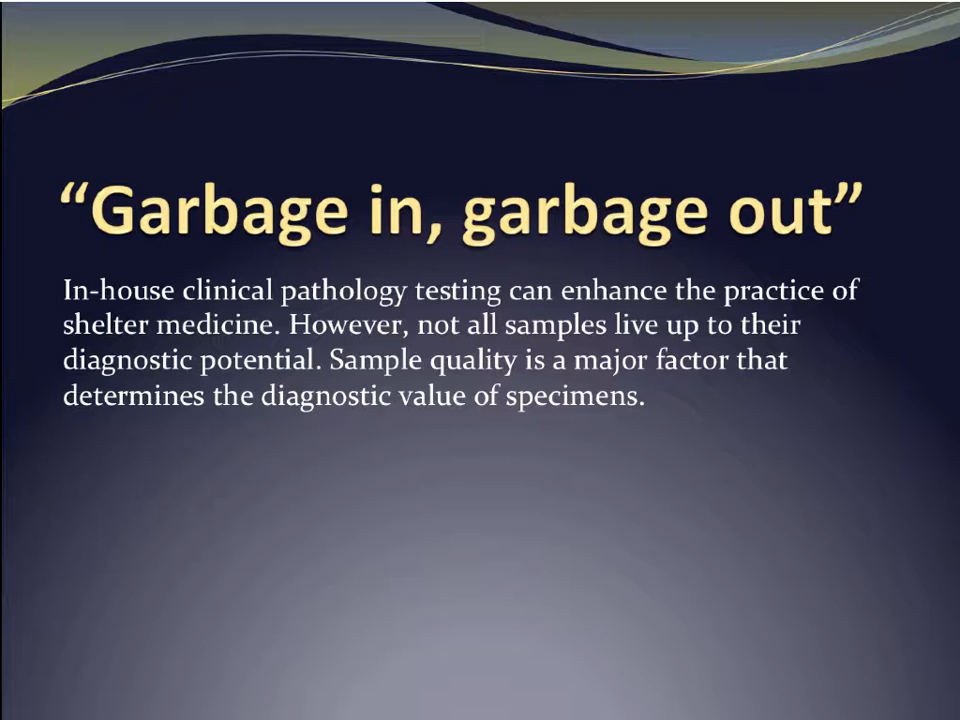 “Garbage in, garbage out”
In-house clinical pathology testing can enhance the practice of
shelter medicine. However, not all samples live up to their
diagnostic potential. Sample quality is a major factor that
determines the diagnostic value of specimens.